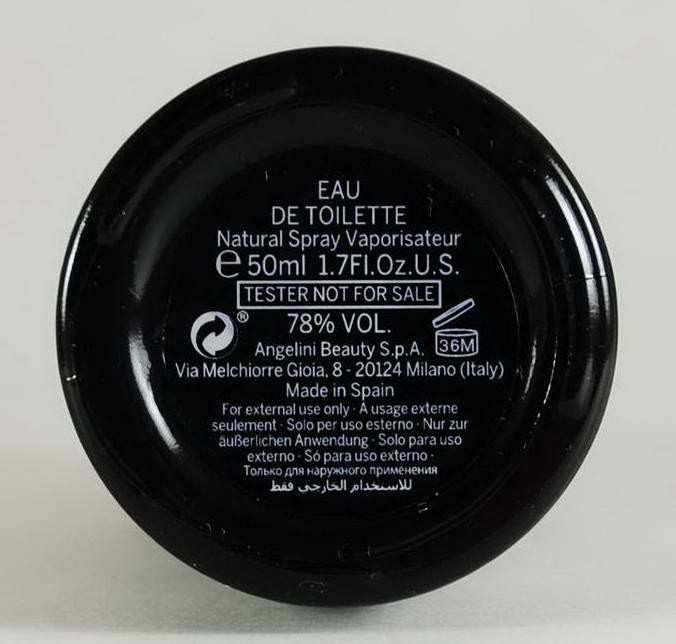 EAU
DE TOILETTE
Natural Spray Vaporisateur
℮ 50ml 1.7Fl.Oz.U.S.
TESTER NOT FOR SALE
®
78% VOL.
36M
Angelini Beauty S.p.A.
Via Melchiorre Gioia, 8 - 20124 Milano (Italy)
Made in Spain
For external use only · A usage externe
seulement · Solo per uso esterno · Nur zur
äußerlichen Anwendung · Solo para uso
externo · Só para uso externo ·
Только для наружного применения
للاستخدام الخارجي فقط